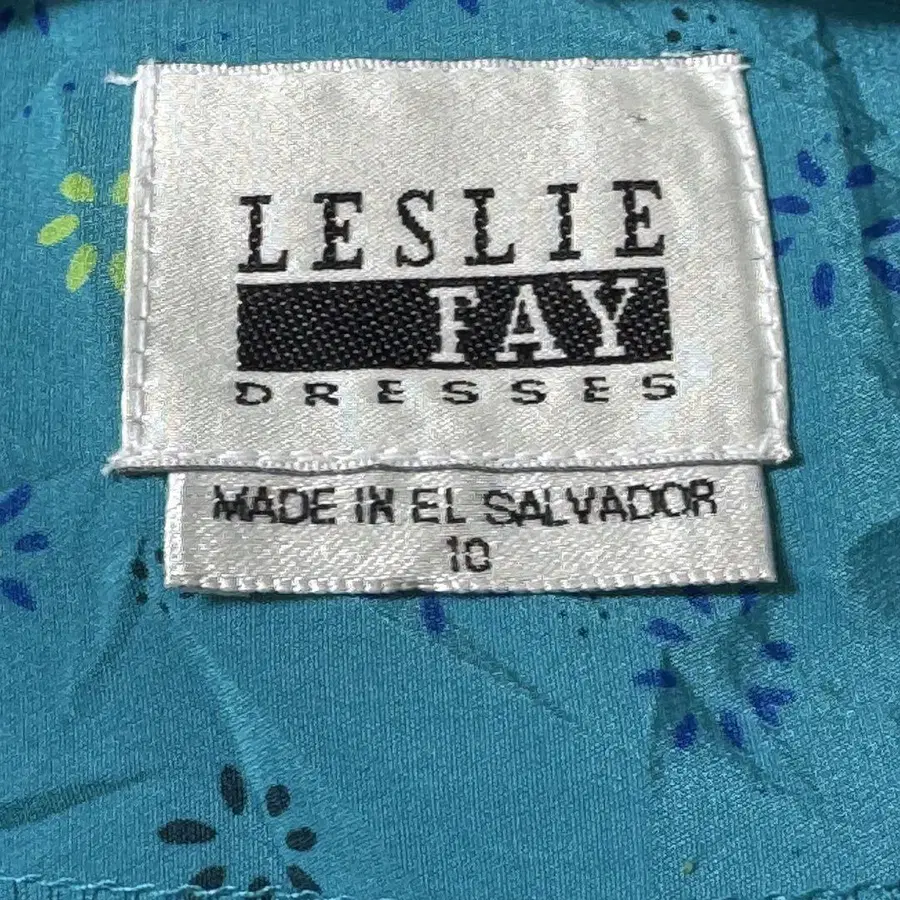 LESLIE
FAY
DRESSES
MADE IN EL SALVADOR
10